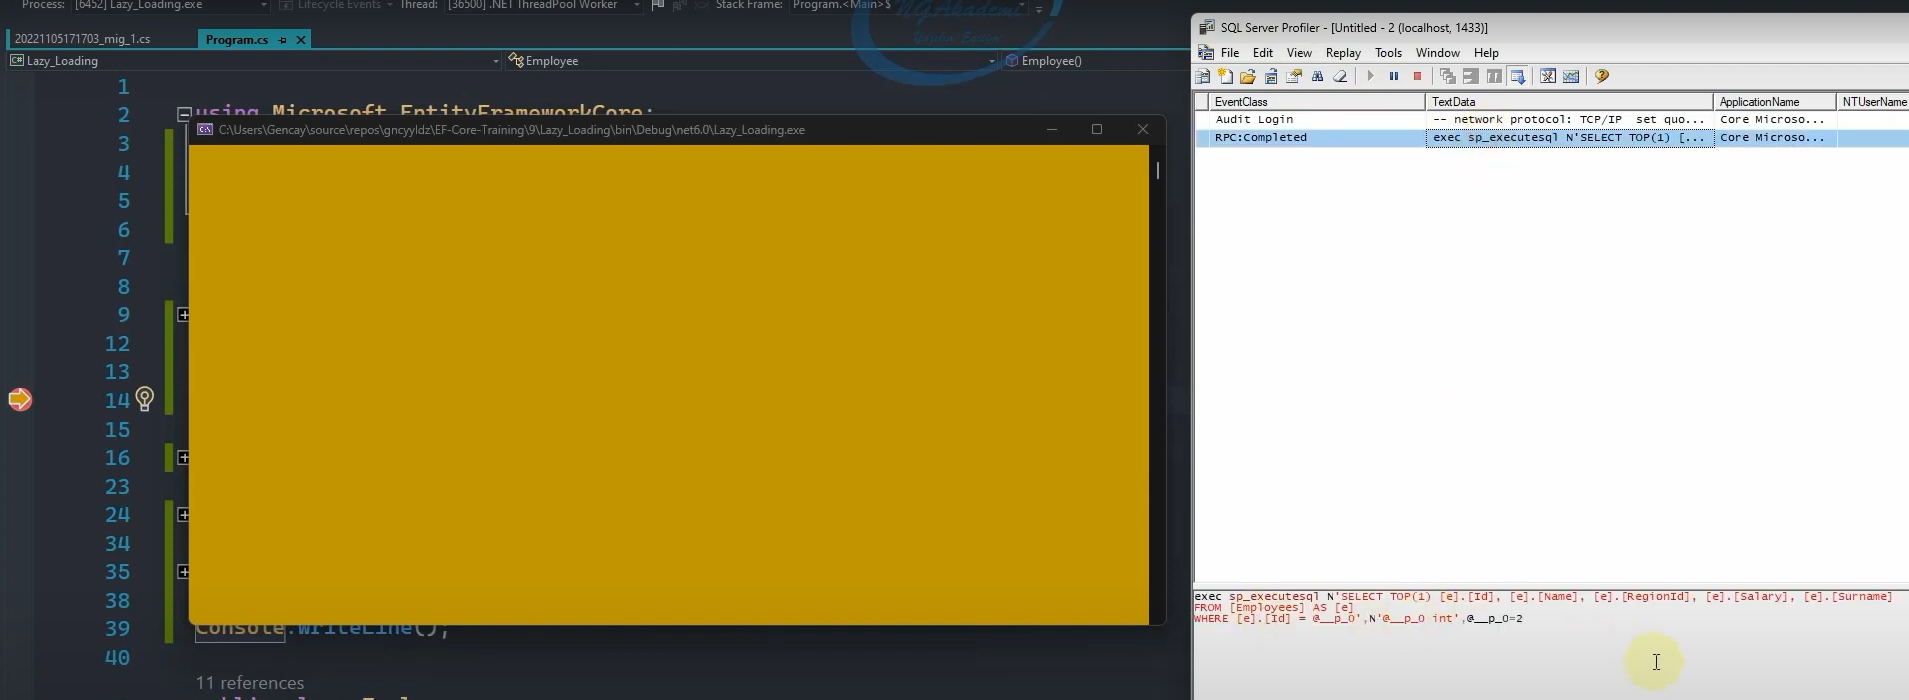 Process: [6452] Lazy_Loading.exe Lifecycle Events Thread: [36500] .NET ThreadPool Worker Stack Frame: Program.<Main>$
NGAkademi
Yazılım Eğitim
20221105171703_mig_1.cs Program.cs
Lazy_Loading Employee Employee()
1
2 using Microsoft.EntityFrameworkCore;
C:\Users\Gencay\source\repos\gncyyldz\EF-Core-Training\9\Lazy_Loading\bin\Debug\net6.0\Lazy_Loading.exe
3
4
5
6
7
8
9
12
13
14
15
16
23
24
34
35
38
39 Console.WriteLine();
40
11 references
SQL Server Profiler - [Untitled - 2 (localhost, 1433)]
File Edit View Replay Tools Window Help
EventClass TextData ApplicationName NTUserName
Audit Login -- network protocol: TCP/IP set quo... Core Microso...
RPC:Completed exec sp_executesql N'SELECT TOP(1) [... Core Microso...
exec sp_executesql N'SELECT TOP(1) [e].[Id], [e].[Name], [e].[RegionId], [e].[Salary], [e].[Surname]
FROM [Employees] AS [e]
WHERE [e].[Id] = @__p_0',N'@__p_0 int',@__p_0=2